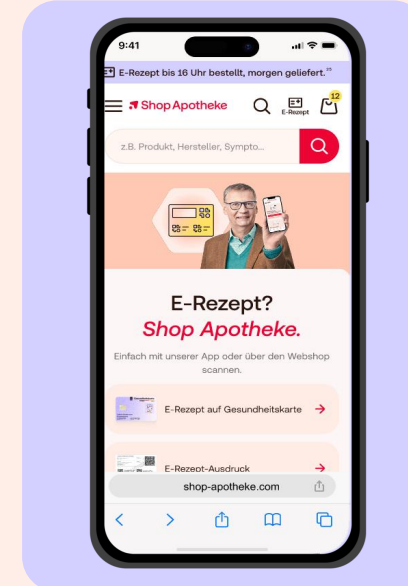 9:41
E-Rezept bis 16 Uhr bestellt, morgen geliefert.
Shop Apotheke
E-Rezept
12
z.B. Produkt, Hersteller, Sympto...
E-Rezept?
Shop Apotheke.
Einfach mit unserer App oder über den Webshop
scannen.
E-Rezept auf Gesundheitskarte
E-Rezept-Ausdruck
shop-apotheke.com